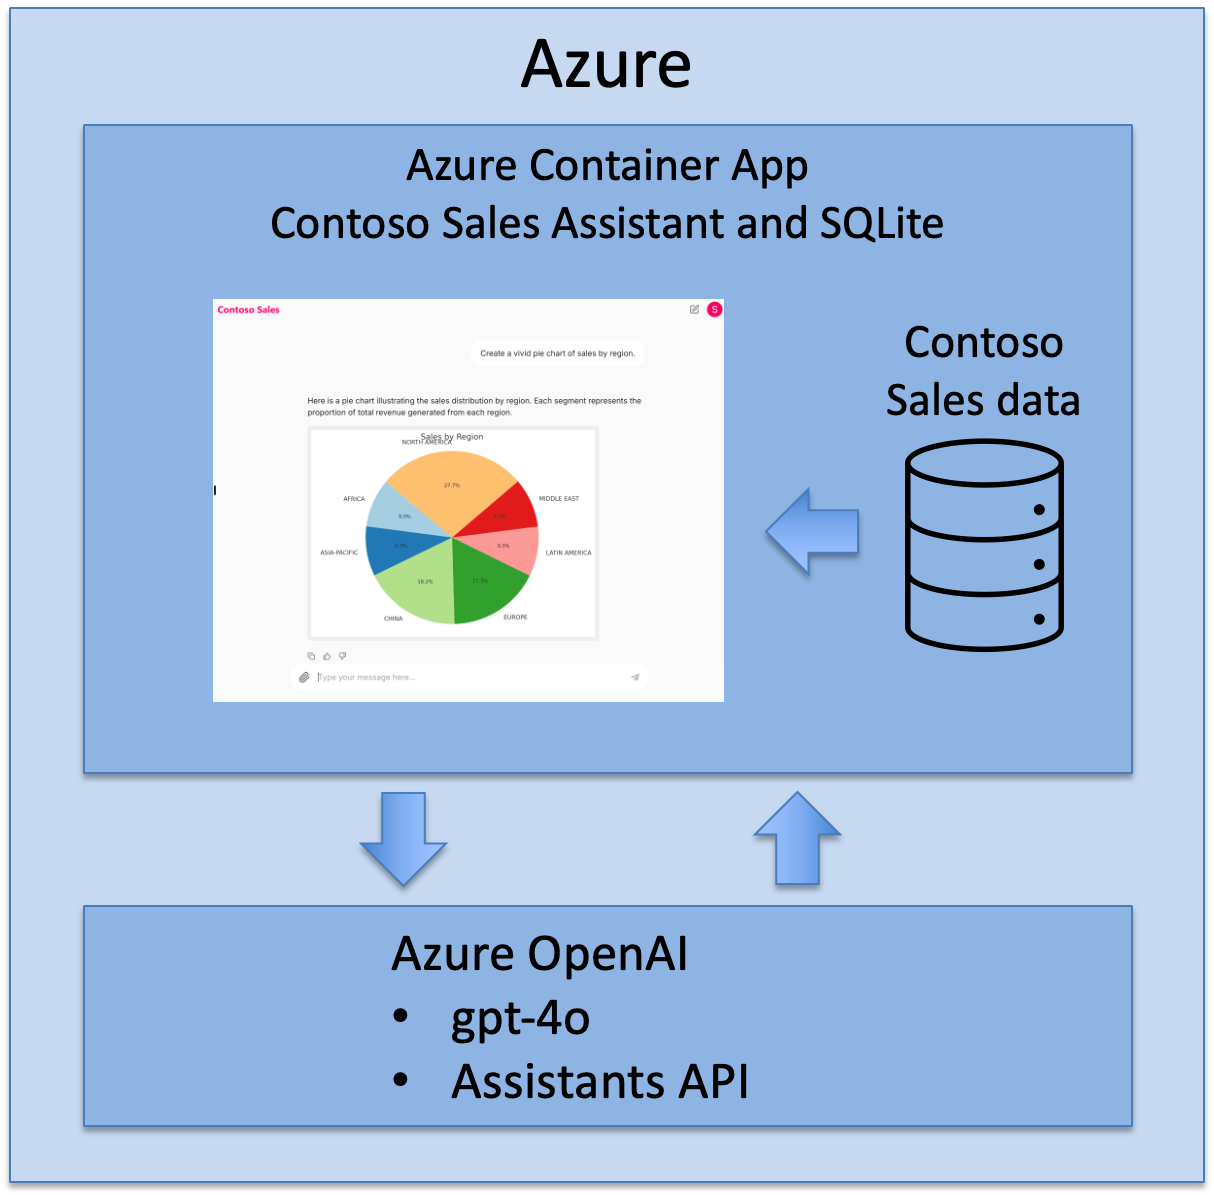 Azure
Azure Container App
Contoso Sales Assistant and SQLite
Contoso Sales
S
Create a vivid pie chart of sales by region.
Here is a pie chart illustrating the sales distribution by region. Each segment represents the
proportion of total revenue generated from each region.
Sales by Region
NORTH AMERICA
27.7%
AFRICA
MIDDLE EAST
9.0%
ASIA-PACIFIC
9.3%
LATIN AMERICA
18.2%
17.3%
CHINA
EUROPE
Type your message here...
Contoso
Sales data
Azure OpenAI
• gpt-4o
• Assistants API